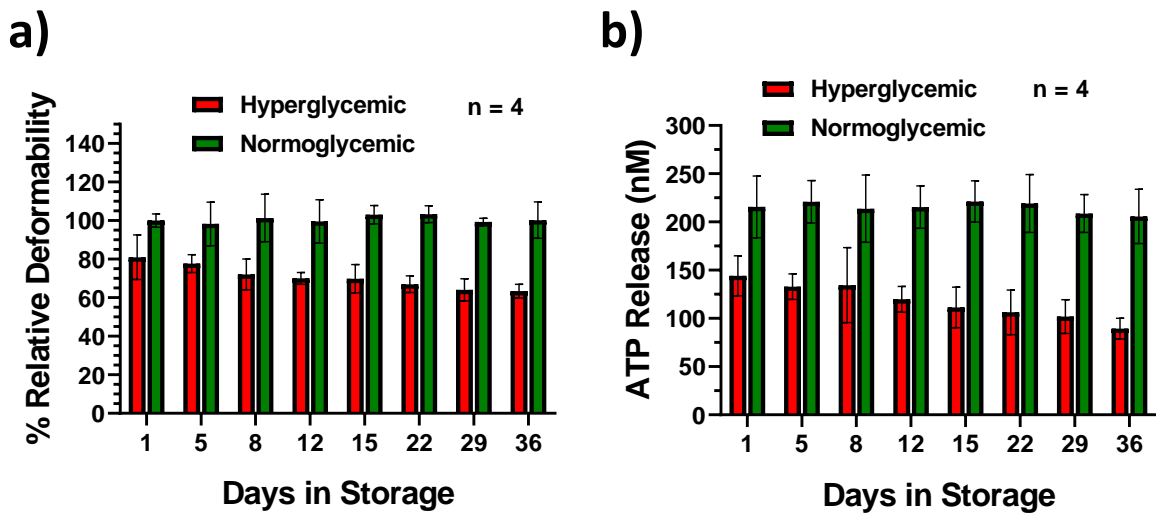 a)
Hyperglycemic n = 4
Normoglycemic
% Relative Deformability
140
120
100
80
60
40
20
0
1 5 8 12 15 22 29 36
Days in Storage
b)
Hyperglycemic n = 4
Normoglycemic
ATP Release (nM)
300
250
200
150
100
50
0
1 5 8 12 15 22 29 36
Days in Storage